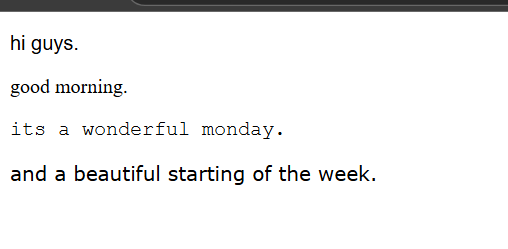 hi guys.
good morning.
its a wonderful monday.
and a beautiful starting of the week.